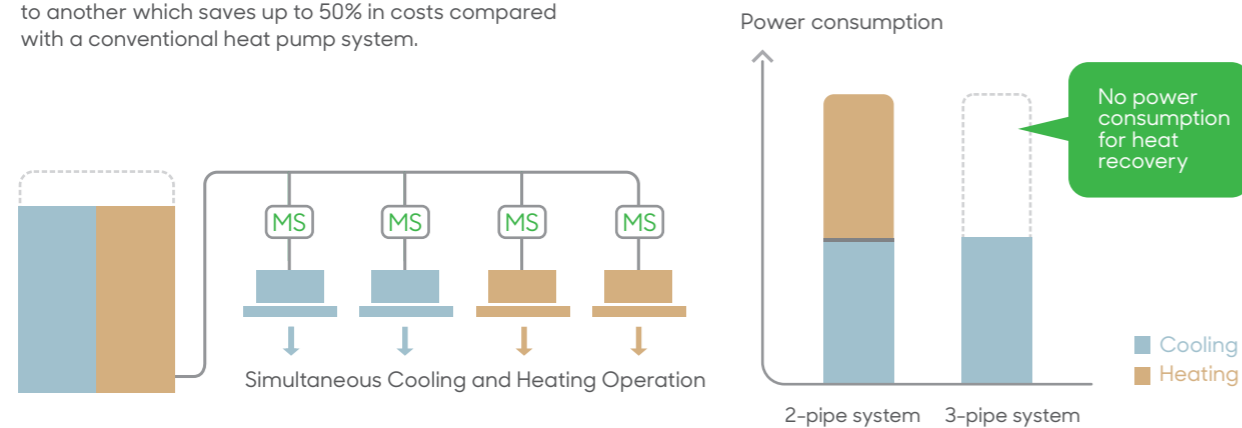 to another which saves up to 50% in costs compared
with a conventional heat pump system.
MS MS MS MS
Simultaneous Cooling and Heating Operation
Power consumption
No power
consumption
for heat
recovery
Cooling
Heating
2-pipe system 3-pipe system